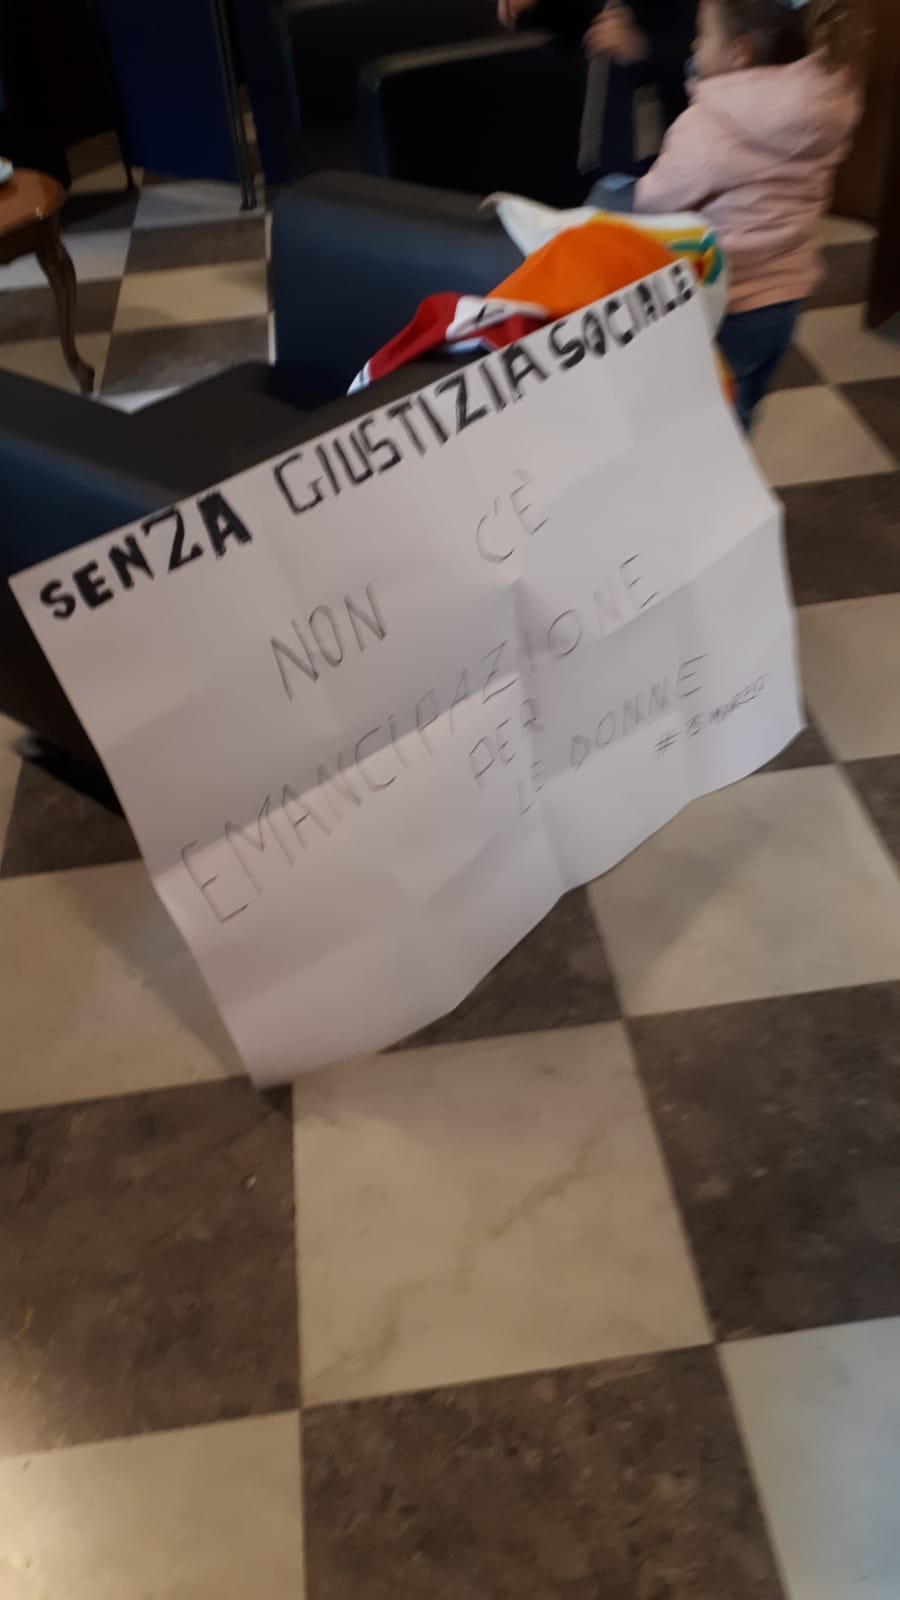 SENZA GIUSTIZIA SOCIALE
NON C'È
EMANCIPAZIONE
PER
LE DONNE
# 8 MARZO